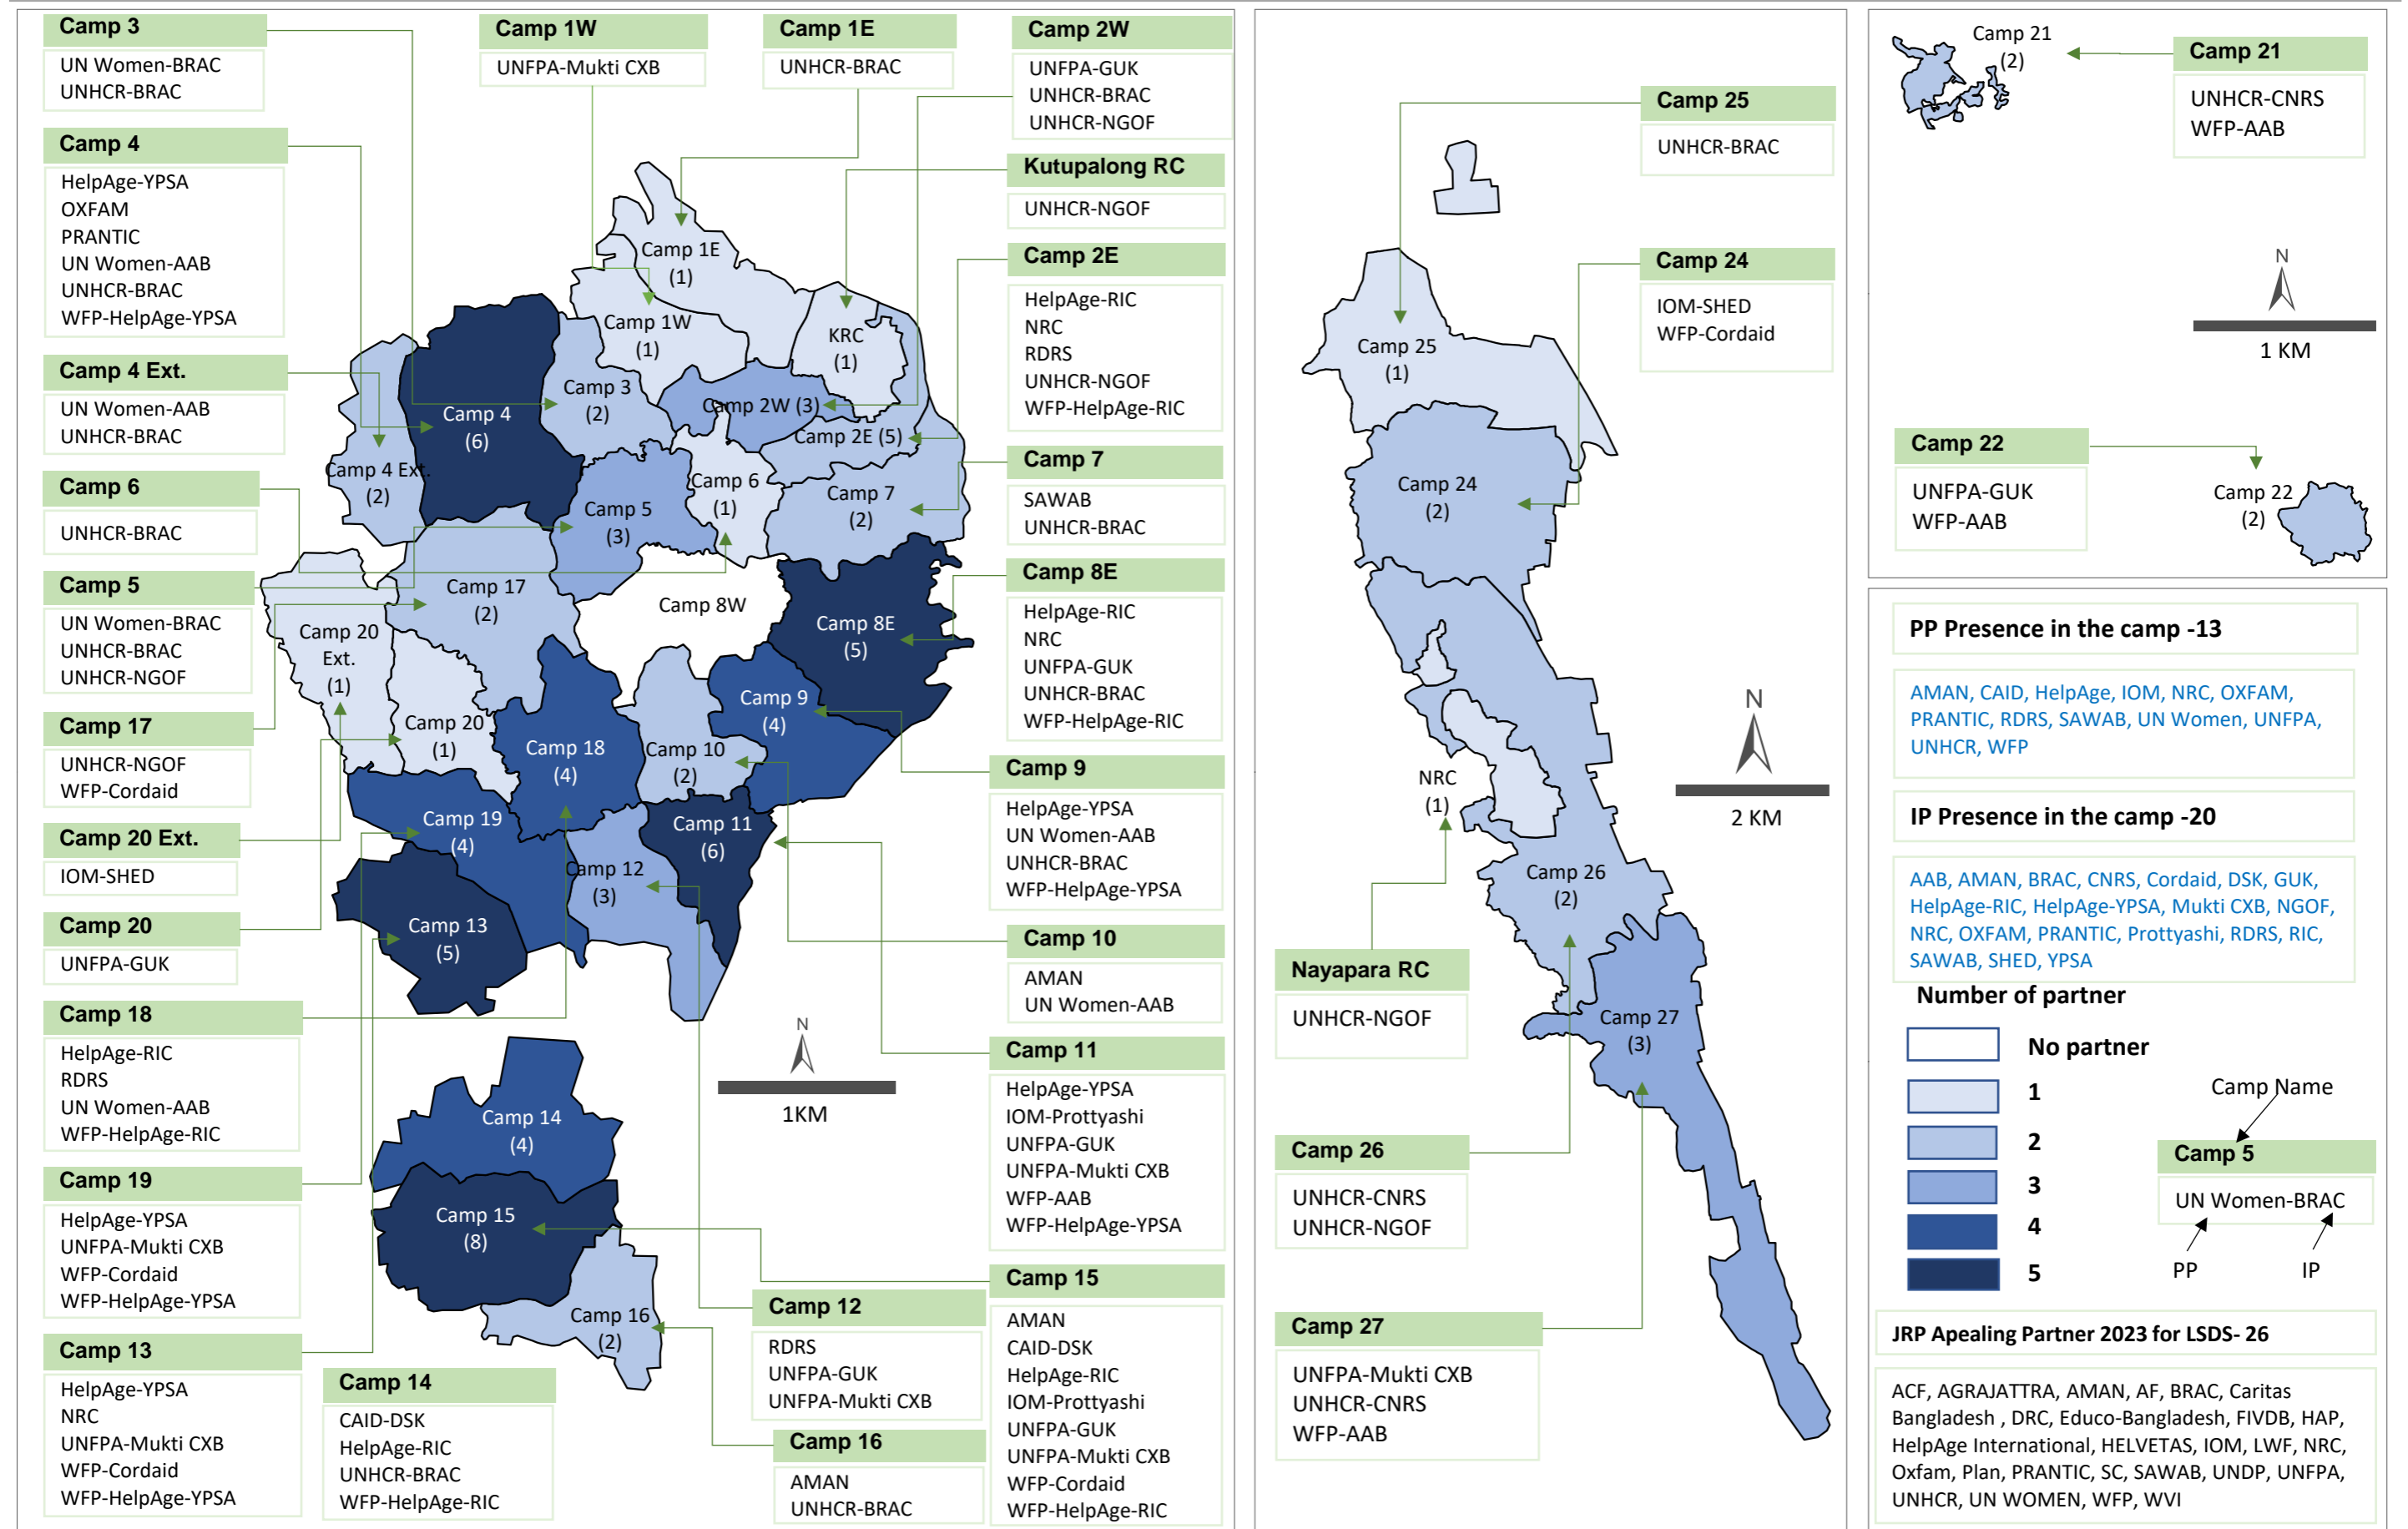 Camp 3
UN Women-BRAC
UNHCR-BRAC
Camp 4
HelpAge-YPSA
OXFAM
PRANTIC
UN Women-AAB
UNHCR-BRAC
WFP-HelpAge-YPSA
Camp 4 Ext.
UN Women-AAB
UNHCR-BRAC
Camp 6
UNHCR-BRAC
Camp 5
UN Women-BRAC
UNHCR-BRAC
UNHCR-NGOF
Camp 17
UNHCR-NGOF
WFP-Cordaid
Camp 20 Ext.
IOM-SHED
Camp 20
UNFPA-GUK
Camp 18
HelpAge-RIC
RDRS
UN Women-AAB
WFP-HelpAge-RIC
Camp 19
HelpAge-YPSA
UNFPA-Mukti CXB
WFP-Cordaid
WFP-HelpAge-YPSA
Camp 13
HelpAge-YPSA
NRC
UNFPA-Mukti CXB
WFP-Cordaid
WFP-HelpAge-YPSA
Camp 14
CAID-DSK
HelpAge-RIC
UNHCR-BRAC
WFP-HelpAge-RIC
Camp 1W
UNFPA-Mukti CXB
Camp 1E
UNHCR-BRAC
Camp 2W
UNFPA-GUK
UNHCR-BRAC
UNHCR-NGOF
Kutupalong RC
UNHCR-NGOF
Camp 2E
HelpAge-RIC
NRC
RDRS
UNHCR-NGOF
WFP-HelpAge-RIC
Camp 7
SAWAB
UNHCR-BRAC
Camp 8E
HelpAge-RIC
NRC
UNFPA-GUK
UNHCR-BRAC
WFP-HelpAge-RIC
Camp 9
HelpAge-YPSA
UN Women-AAB
UNHCR-BRAC
WFP-HelpAge-YPSA
Camp 10
AMAN
UN Women-AAB
Camp 11
HelpAge-YPSA
IOM-Prottyashi
UNFPA-GUK
UNFPA-Mukti CXB
WFP-AAB
WFP-HelpAge-YPSA
Camp 15
AMAN
CAID-DSK
HelpAge-RIC
IOM-Prottyashi
UNFPA-GUK
UNFPA-Mukti CXB
WFP-Cordaid
WFP-HelpAge-RIC
Camp 12
RDRS
UNFPA-GUK
UNFPA-Mukti CXB
Camp 16
AMAN
UNHCR-BRAC
Camp 1E
(1)
Camp 1W
(1)
KRC
(1)
Camp 3
(2)
Camp 2W (3)
Camp 4
(6)
Camp 2E (5)
Camp 4 Ext.
(2)
Camp 6
(1)
Camp 7
(2)
Camp 5
(3)
Camp 17
(2)
Camp 8W
Camp 8E
(5)
Camp 20
Ext.
(1)
Camp 9
(4)
Camp 20
(1)
Camp 18
(4)
Camp 10
(2)
Camp 19
(4)
Camp 11
(6)
Camp 12
(3)
Camp 13
(5)
N
1KM
Camp 14
(4)
Camp 15
(8)
Camp 16
(2)
Camp 25
UNHCR-BRAC
Camp 24
IOM-SHED
WFP-Cordaid
Camp 25
(1)
Camp 24
(2)
N
2 KM
NRC
(1)
Camp 26
(2)
Nayapara RC
UNHCR-NGOF
Camp 27
(3)
Camp 26
UNHCR-CNRS
UNHCR-NGOF
Camp 27
UNFPA-Mukti CXB
UNHCR-CNRS
WFP-AAB
Camp 21
(2)
Camp 21
UNHCR-CNRS
WFP-AAB
N
1 KM
Camp 22
UNFPA-GUK
WFP-AAB
Camp 22
(2)
PP Presence in the camp -13
AMAN, CAID, HelpAge, IOM, NRC, OXFAM,
PRANTIC, RDRS, SAWAB, UN Women, UNFPA,
UNHCR, WFP
IP Presence in the camp -20
AAB, AMAN, BRAC, CNRS, Cordaid, DSK, GUK,
HelpAge-RIC, HelpAge-YPSA, Mukti CXB, NGOF,
NRC, OXFAM, PRANTIC, Prottyashi, RDRS, RIC,
SAWAB, SHED, YPSA
Number of partner
No partner
1
2
3
4
5
Camp Name
Camp 5
UN Women-BRAC
PP
IP
JRP Apealing Partner 2023 for LSDS- 26
ACF, AGRAJATTRA, AMAN, AF, BRAC, Caritas
Bangladesh , DRC, Educo-Bangladesh, FIVDB, HAP,
HelpAge International, HELVETAS, IOM, LWF, NRC,
Oxfam, Plan, PRANTIC, SC, SAWAB, UNDP, UNFPA,
UNHCR, UN WOMEN, WFP, WVI